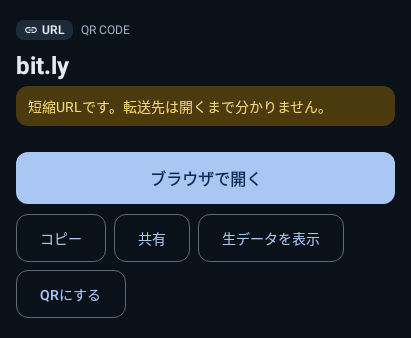 URL QR CODE
bit.ly
短縮URLです。転送先は開くまで分かりません。
ブラウザで開く
コピー 共有 生データを表示
QRにする